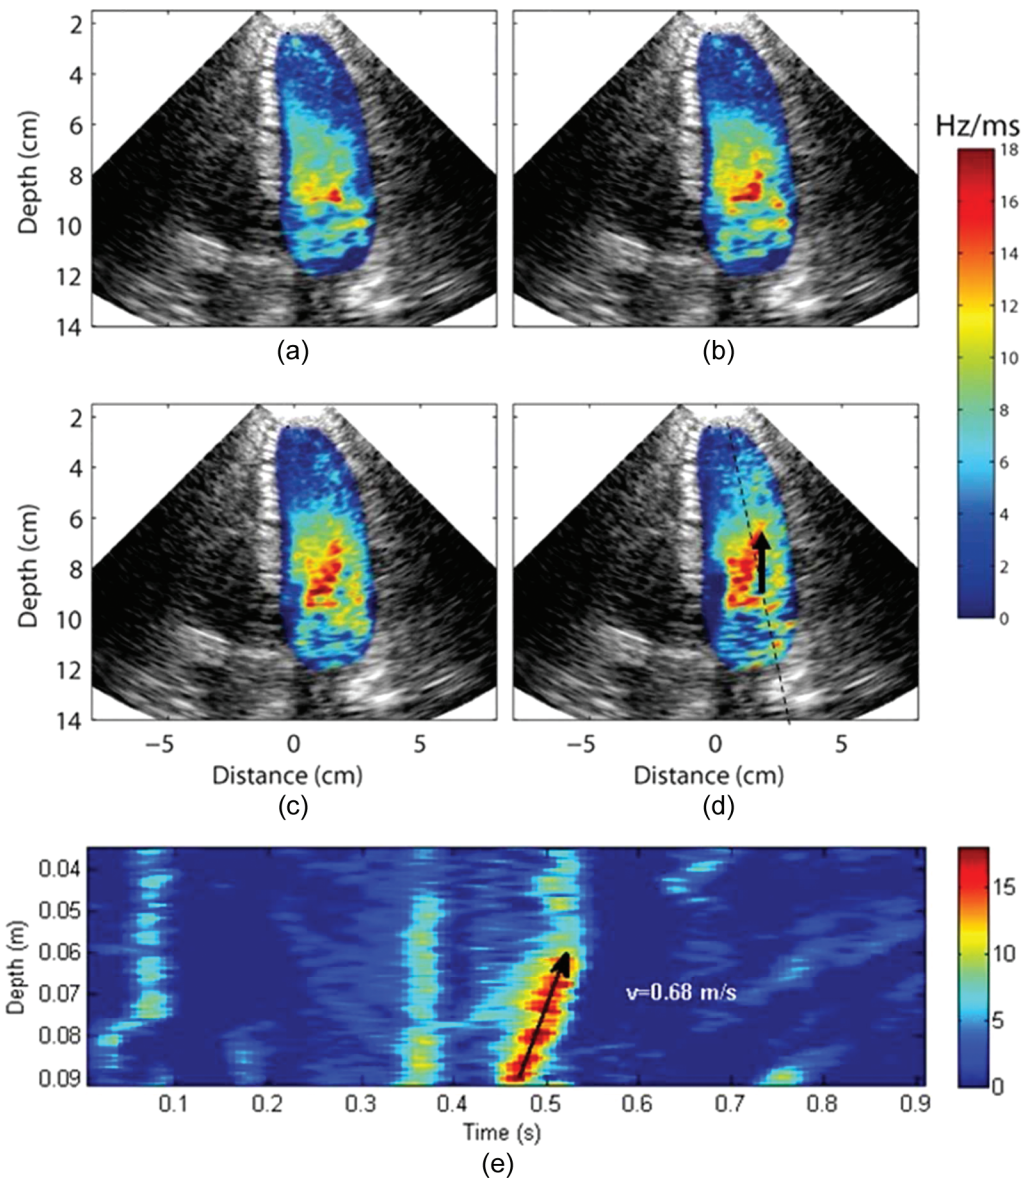 2
4
6
8
10
12
14
Depth (cm)
(a)
(b)
Hz/ms
18
16
14
12
10
8
6
4
2
0
2
4
6
8
10
12
14
Depth (cm)
−5 0 5
Distance (cm)
(c)
−5 0 5
Distance (cm)
(d)
0.04
0.05
0.06
0.07
0.08
0.09
Depth (m)
v=0.68 m/s
15
10
5
0
0.1 0.2 0.3 0.4 0.5 0.6 0.7 0.8 0.9
Time (s)
(e)